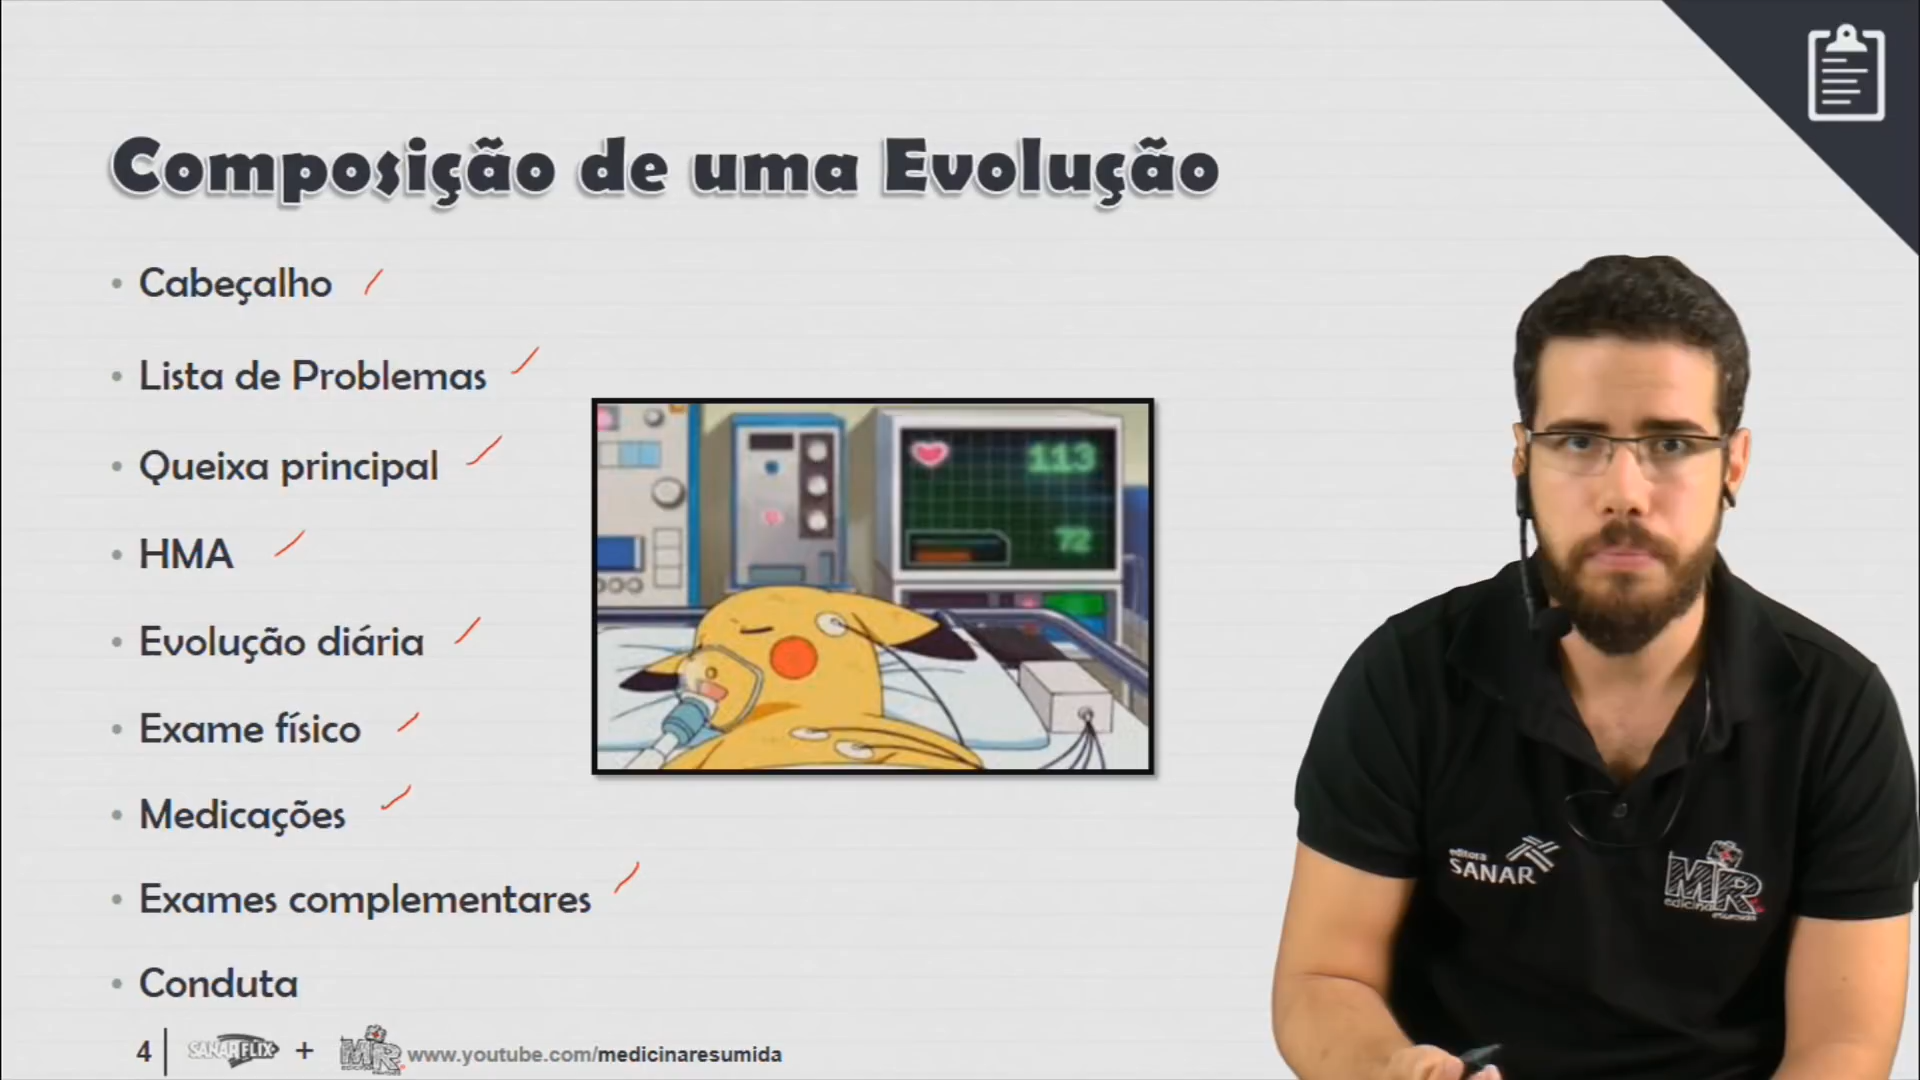 Composição de uma Evolução
Cabeçalho
Lista de Problemas
Queixa principal
HMA
Evolução diária
Exame físico
Medicações
Exames complementares
Conduta
113
72
editora
SANAR
MR
4
SANARFLIX
+
MR
www.youtube.com/medicinaresumida